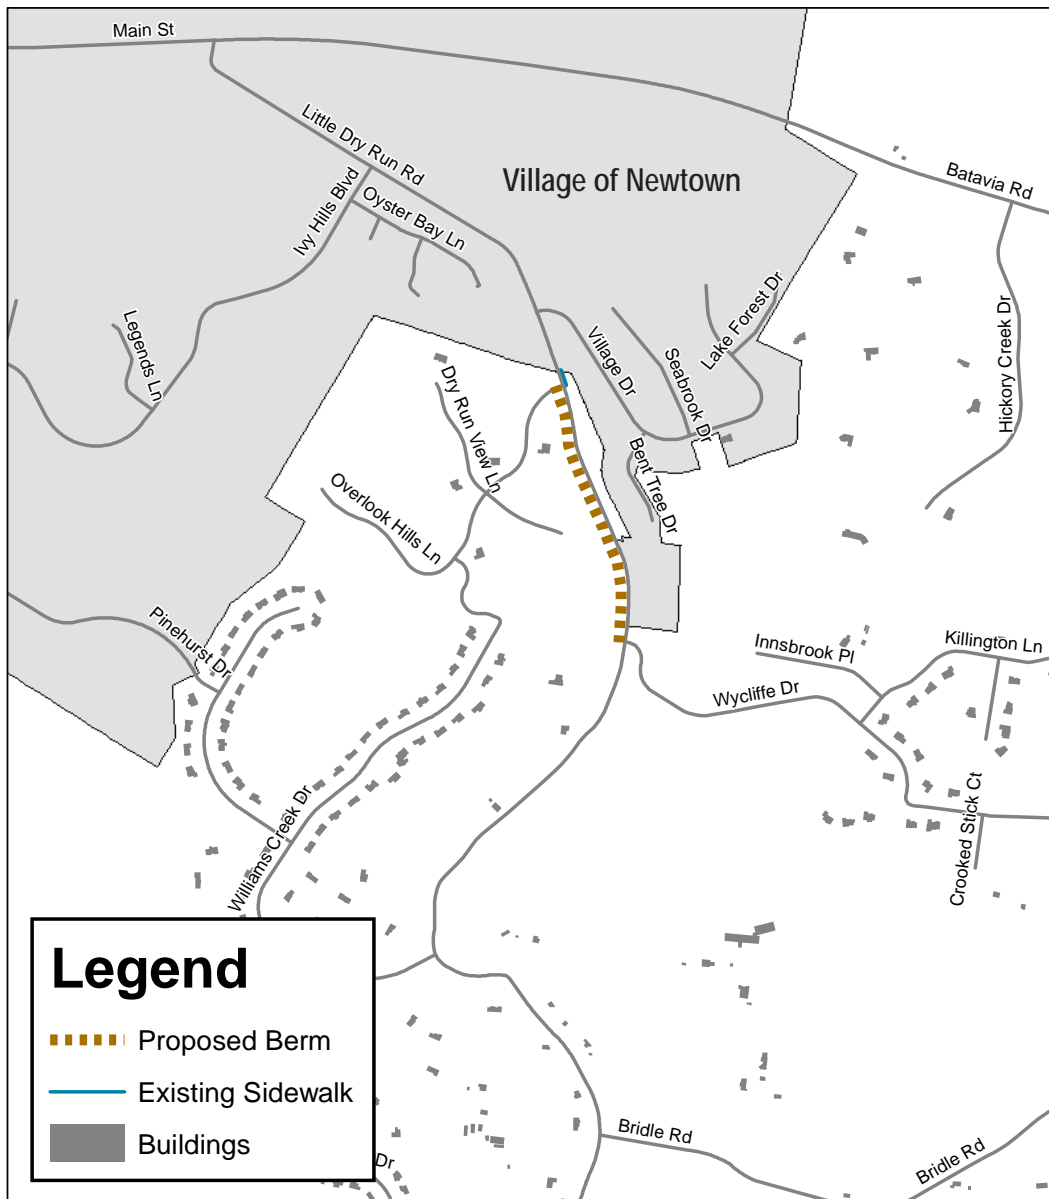 Main St
Little Dry Run Rd
Village of Newtown
Batavia Rd
Ivy Hills Blvd
Oyster Bay Ln
Legends Ln
Village Dr
Seabrook Dr
Lake Forest Dr
Hickory Creek Dr
Dry Run View Ln
Bent Tree Dr
Overlook Hills Ln
Pinehurst Dr
Innsbrook Pl
Killington Ln
Wycliffe Dr
Crooked Stick Ct
Williams Creek Dr
Legend
Proposed Berm
Existing Sidewalk
Buildings
Dr
Bridle Rd
Bridle Rd